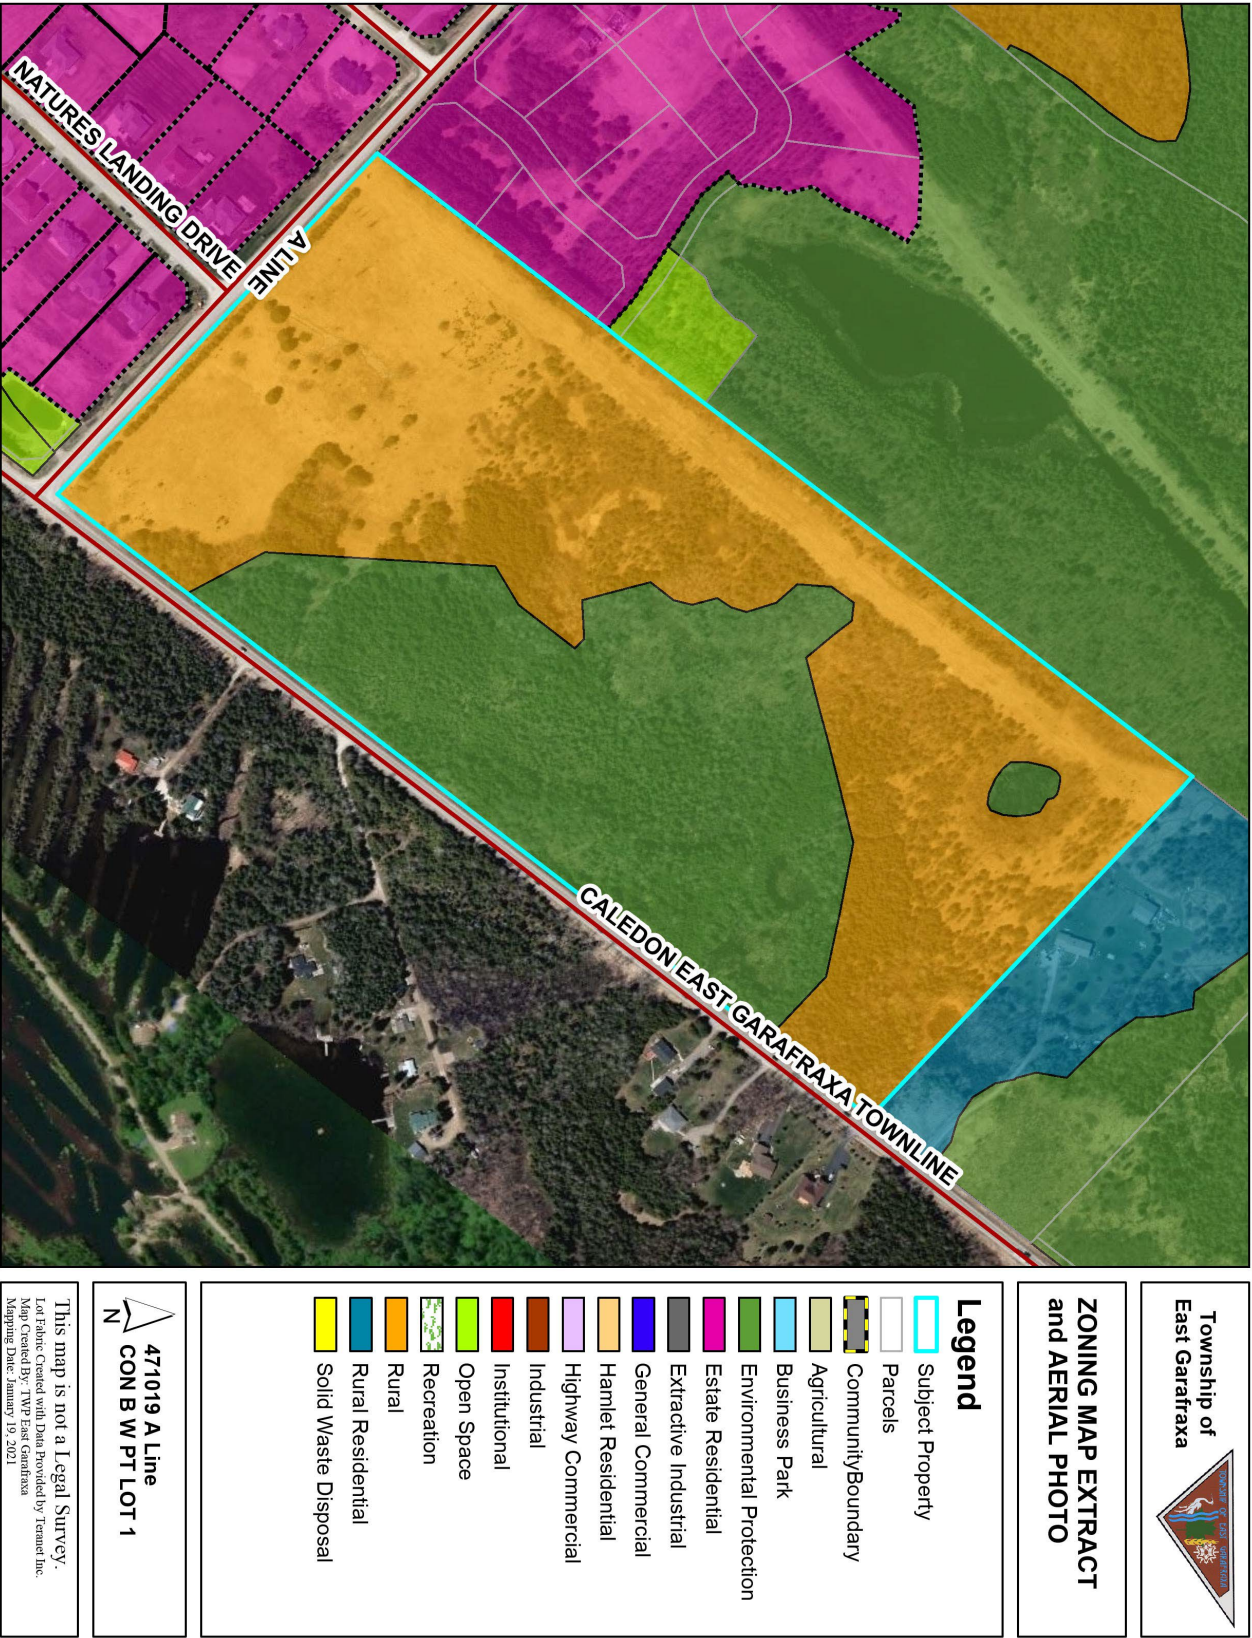 NATURES LANDING DRIVE
A LINE
CALEDON EAST GARAFRAXA TOWNLINE
Township of
East Garafraxa
TOWNSHIP OF EAST GARAFRAXA
ZONING MAP EXTRACT
and AERIAL PHOTO
Legend
Subject Property
Parcels
CommunityBoundary
Agricultural
Business Park
Environmental Protection
Estate Residential
Extractive Industrial
General Commercial
Hamlet Residential
Highway Commercial
Industrial
Institutional
Open Space
Recreation
Rural
Rural Residential
Solid Waste Disposal
N
471019 A Line
CON B W PT LOT 1
This map is not a Legal Survey.
Lot Fabric Created with Data Provided by Teranet Inc.
Map Created By: TWP East Garafraxa
Mapping Date: January 19, 2021